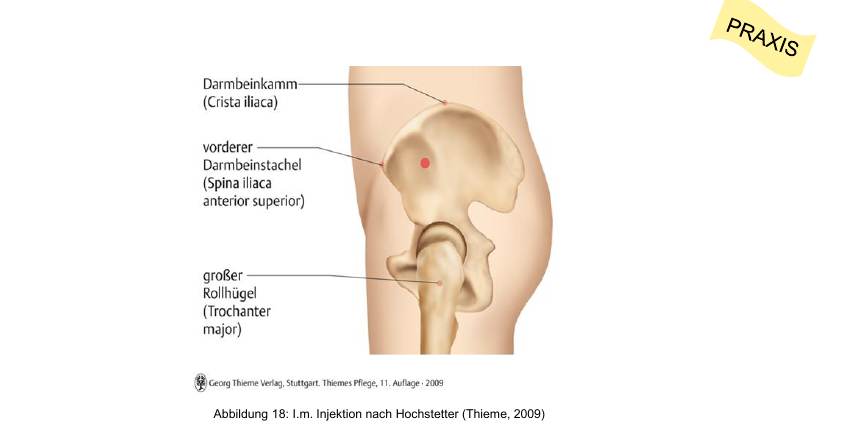 PRAXIS
Darmbeinkamm
(Crista iliaca)
vorderer
Darmbeinstachel
(Spina iliaca
anterior superior)
großer
Rollhügel
(Trochanter
major)
Georg Thieme Verlag, Stuttgart. Thiemes Pflege, 11. Auflage · 2009
Abbildung 18: I.m. Injektion nach Hochstetter (Thieme, 2009)